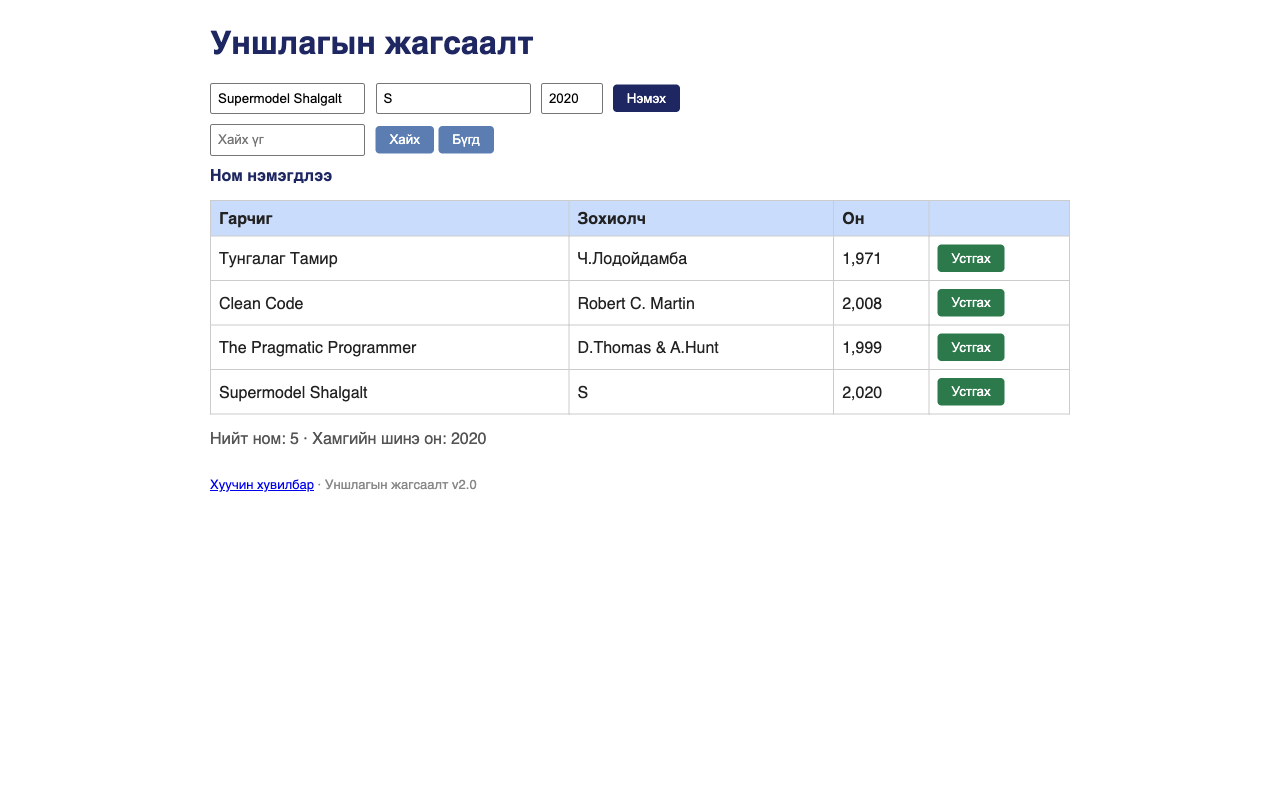 Уншлагын жагсаалт
Supermodel Shalgalt S 2020 Нэмэх
Хайх үг Хайх Бүгд
Ном нэмэгдлээ
Гарчиг Зохиолч Он
Тунгалаг Тамир Ч.Лодойдамба 1,971 Устгах
Clean Code Robert C. Martin 2,008 Устгах
The Pragmatic Programmer D.Thomas & A.Hunt 1,999 Устгах
Supermodel Shalgalt S 2,020 Устгах
Нийт ном: 5 · Хамгийн шинэ он: 2020
Хуучин хувилбар · Уншлагын жагсаалт v2.0